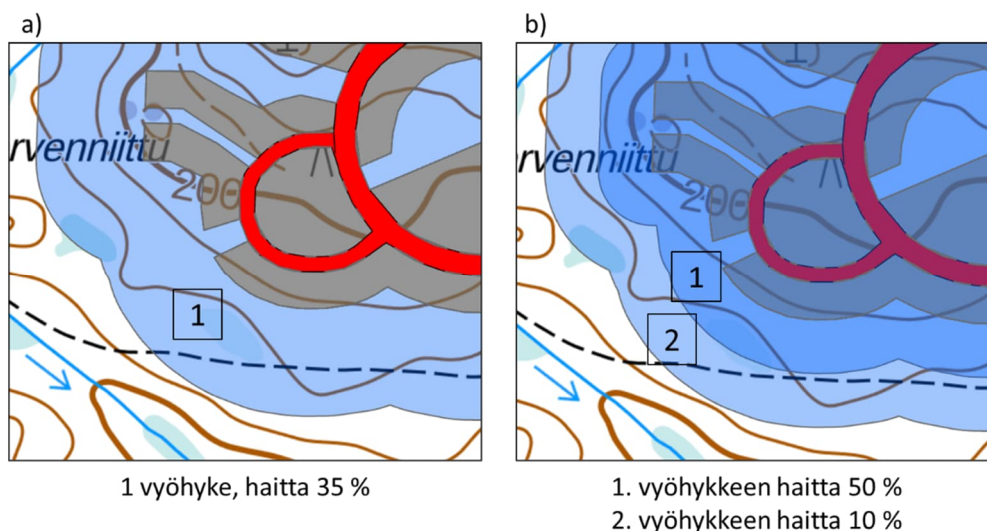 a)
b)
rvenniittu
200
1
rvenniittu
200
1
2
1 vyöhyke, haitta 35 %
1. vyöhykkeen haitta 50 %
2. vyöhykkeen haitta 10 %